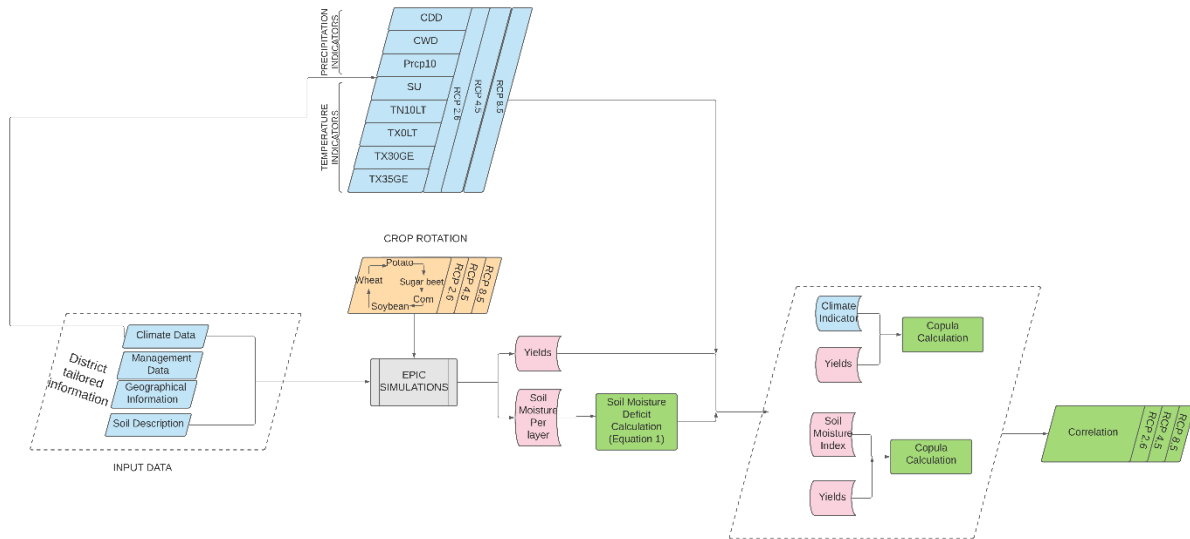 PRECIPITATION
INDICATORS
TEMPERATURE
INDICATORS
CDD
CWD
Prcp10
SU
TN10LT
TX0LT
TX30GE
TX35GE
RCP 2.6
RCP 4.5
RCP 8.5
CROP ROTATION
Potato
Wheat
Sugar beet
Corn
Soybean
RCP 2.6
RCP 4.5
RCP 8.5
District
tailored
information
Climate Data
Management
Data
Geographical
Information
Soil Description
INPUT DATA
EPIC
SIMULATIONS
Yields
Soil
Moisture
Per
layer
Soil Moisture
Deficit
Calculation
(Equation 1)
Climate
Indicator
Yields
Copula
Calculation
Soil
Moisture
Index
Yields
Copula
Calculation
Correlation
RCP 2.6
RCP 4.5
RCP 8.5